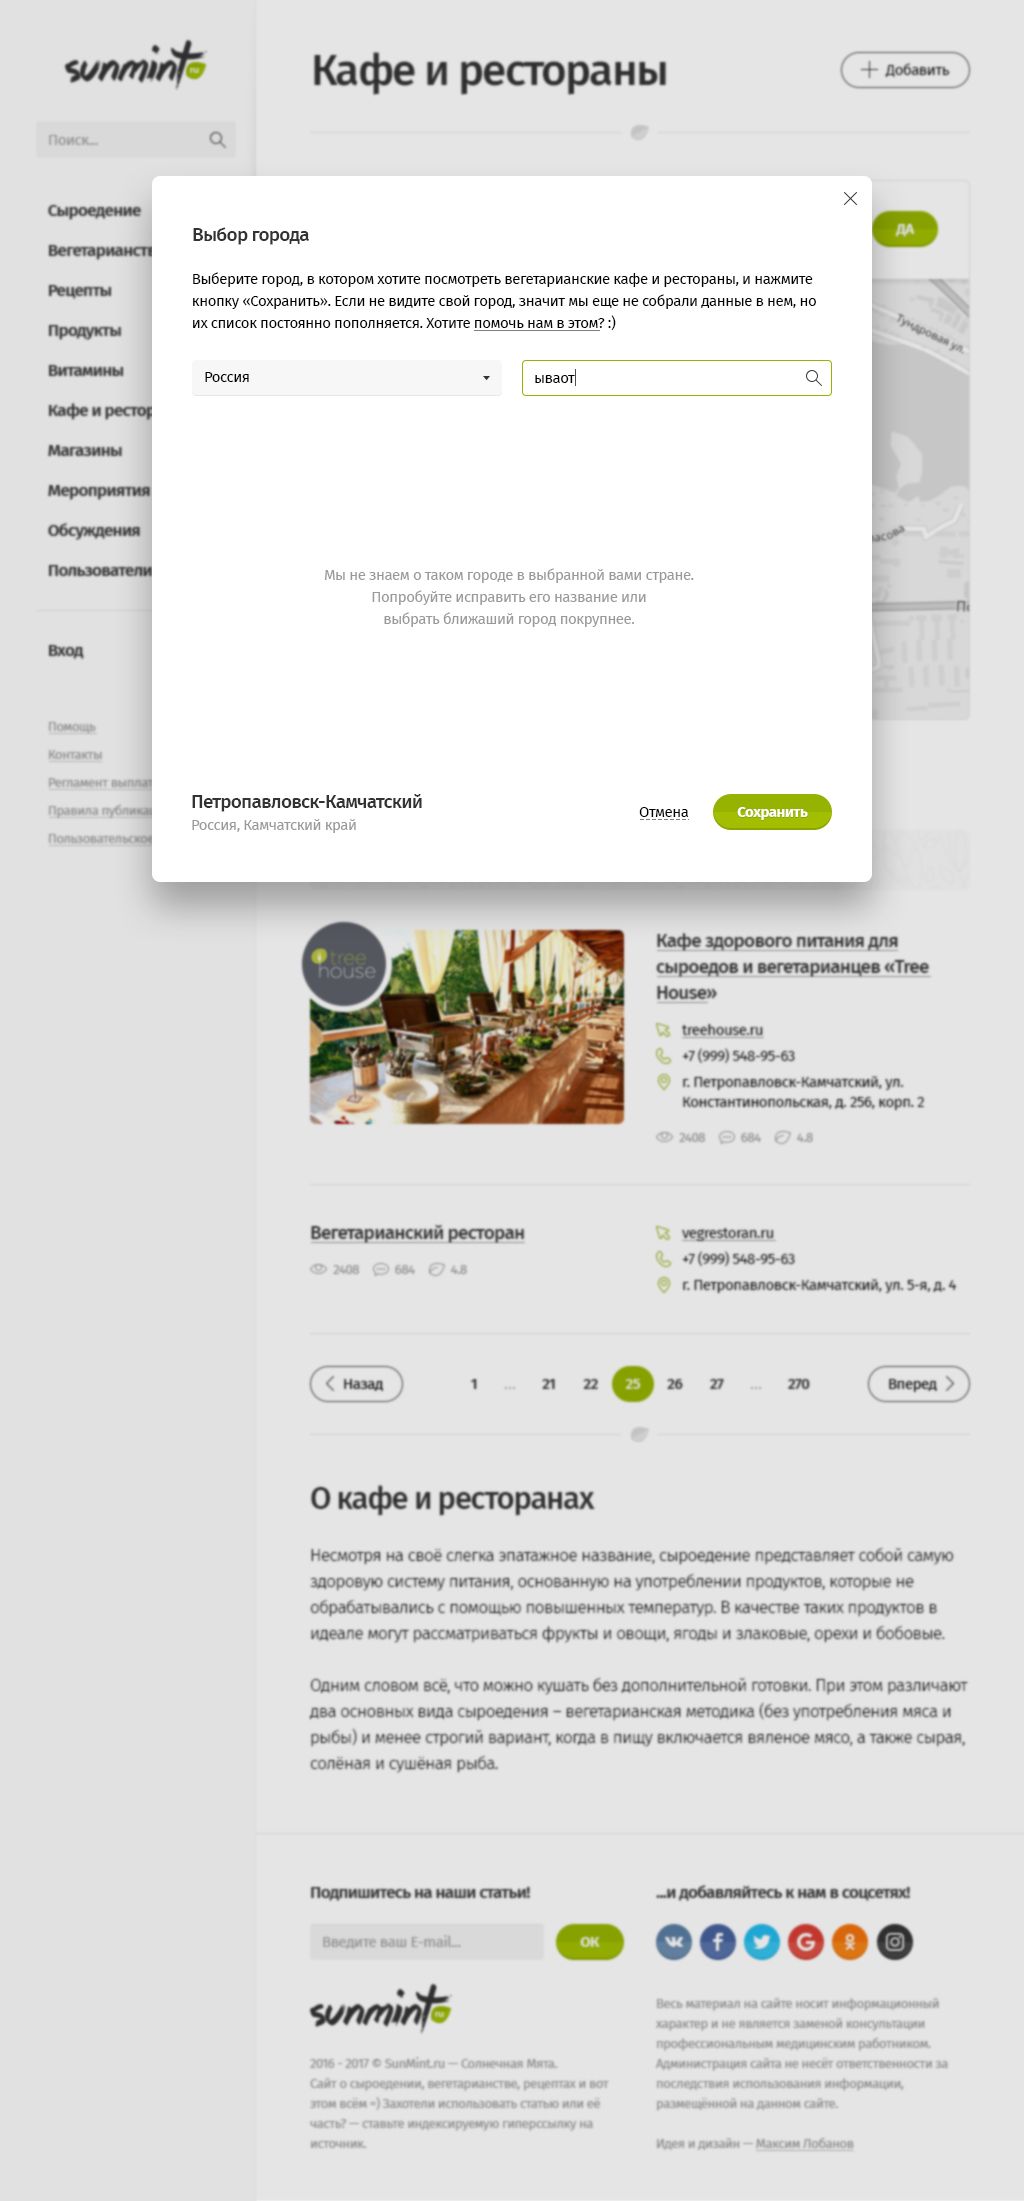 sunmint
ru
Поиск...
Сыроедение
Вегетарианств
Рецепты
Продукты
Витамины
Кафе и рестор
Магазины
Мероприятия
Обсуждения
Пользователи
Вход
Помощь
Контакты
Регламент выплат
Правила публика
Пользовательское
Кафе и рестораны
Добавить
ДА
Тундровая ул.
асова
Выбор города
Выберите город, в котором хотите посмотреть вегетарианские кафе и рестораны, и нажмите
кнопку «Сохранить». Если не видите свой город, значит мы еще не собрали данные в нем, но
их список постоянно пополняется. Хотите помочь нам в этом? :)
Россия
ываот
Мы не знаем о таком городе в выбранной вами стране.
Попробуйте исправить его название или
выбрать ближаший город покрупнее.
Петропавловск-Камчатский
Россия, Камчатский край
Отмена
Сохранить
tree
house
Кафе здорового питания для
сыроедов и вегетарианцев «Tree
House»
treehouse.ru
+7 (999) 548-95-63
г. Петропавловск-Камчатский, ул.
Константинопольская, д. 256, корп. 2
2408 684 4.8
Вегетарианский ресторан
2408 684 4.8
vegrestoran.ru
+7 (999) 548-95-63
г. Петропавловск-Камчатский, ул. 5-я, д. 4
Назад 1 ... 21 22 25 26 27 ... 270 Вперед
О кафе и ресторанах
Несмотря на своё слегка эпатажное название, сыроедение представляет собой самую
здоровую систему питания, основанную на употреблении продуктов, которые не
обрабатывались с помощью повышенных температур. В качестве таких продуктов в
идеале могут рассматриваться фрукты и овощи, ягоды и злаковые, орехи и бобовые.
Одним словом всё, что можно кушать без дополнительной готовки. При этом различают
два основных вида сыроедения – вегетарианская методика (без употребления мяса и
рыбы) и менее строгий вариант, когда в пищу включается вяленое мясо, а также сырая,
солёная и сушёная рыба.
Подпишитесь на наши статьи!
Введите ваш E-mail...
ОК
sunmint
ru
2016 - 2017 © SunMint.ru — Солнечная Мята.
Сайт о сыроедении, вегетарианстве, рецептах и вот
этом всём =) Захотели использовать статью или её
часть? — ставьте индексируемую гиперссылку на
источник.
...и добавляйтесь к нам в соцсетях!
Весь материал на сайте носит информационный
характер и не является заменой консультации
профессиональным медицинским работником.
Администрация сайта не несёт ответственности за
последствия использования информации,
размещённой на данном сайте.
Идея и дизайн — Максим Лобанов